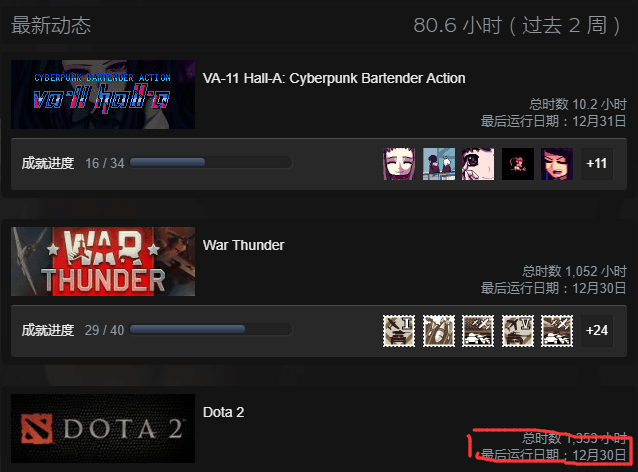 最新动态
80.6 小时 ( 过去 2 周 )
CYBERPUNK BARTENDER ACTION
va-11 hall-a
VA-11 Hall-A: Cyberpunk Bartender Action
总时数 10.2 小时
最后运行日期：12月31日
成就进度 16 / 34
+11
WAR THUNDER
War Thunder
总时数 1,052 小时
最后运行日期：12月30日
成就进度 29 / 40
I
V
+24
DOTA 2
Dota 2
总时数 1,353 小时
最后运行日期：12月30日